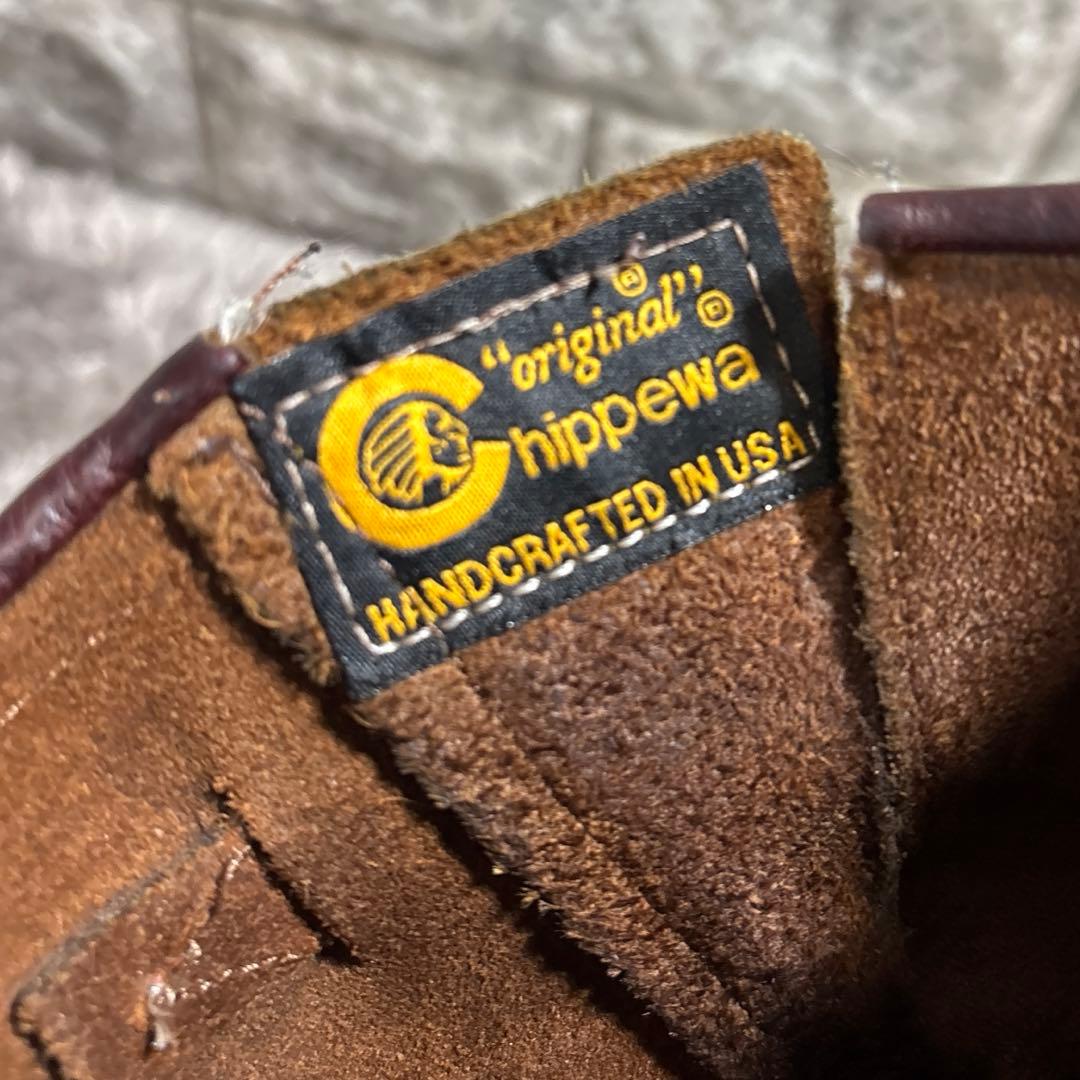 "original" ©
Chippewa ©
HANDCRAFTED IN USA